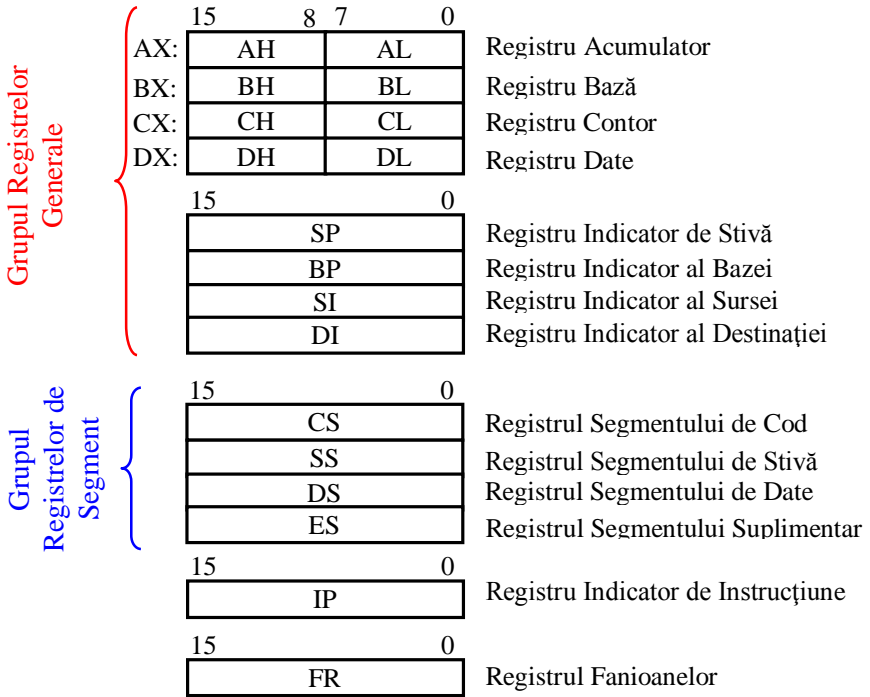 15 8 7 0
AX: AH AL Registru Acumulator
BX: BH BL Registru Bază
CX: CH CL Registru Contor
DX: DH DL Registru Date
Grupul Registrelor
Generale
15 0
SP Registru Indicator de Stivă
BP Registru Indicator al Bazei
SI Registru Indicator al Sursei
DI Registru Indicator al Destinaţiei
Grupul
Registrelor de
Segment
15 0
CS Registrul Segmentului de Cod
SS Registrul Segmentului de Stivă
DS Registrul Segmentului de Date
ES Registrul Segmentului Suplimentar
15 0
IP Registru Indicator de Instrucţiune
15 0
FR Registrul Fanioanelor